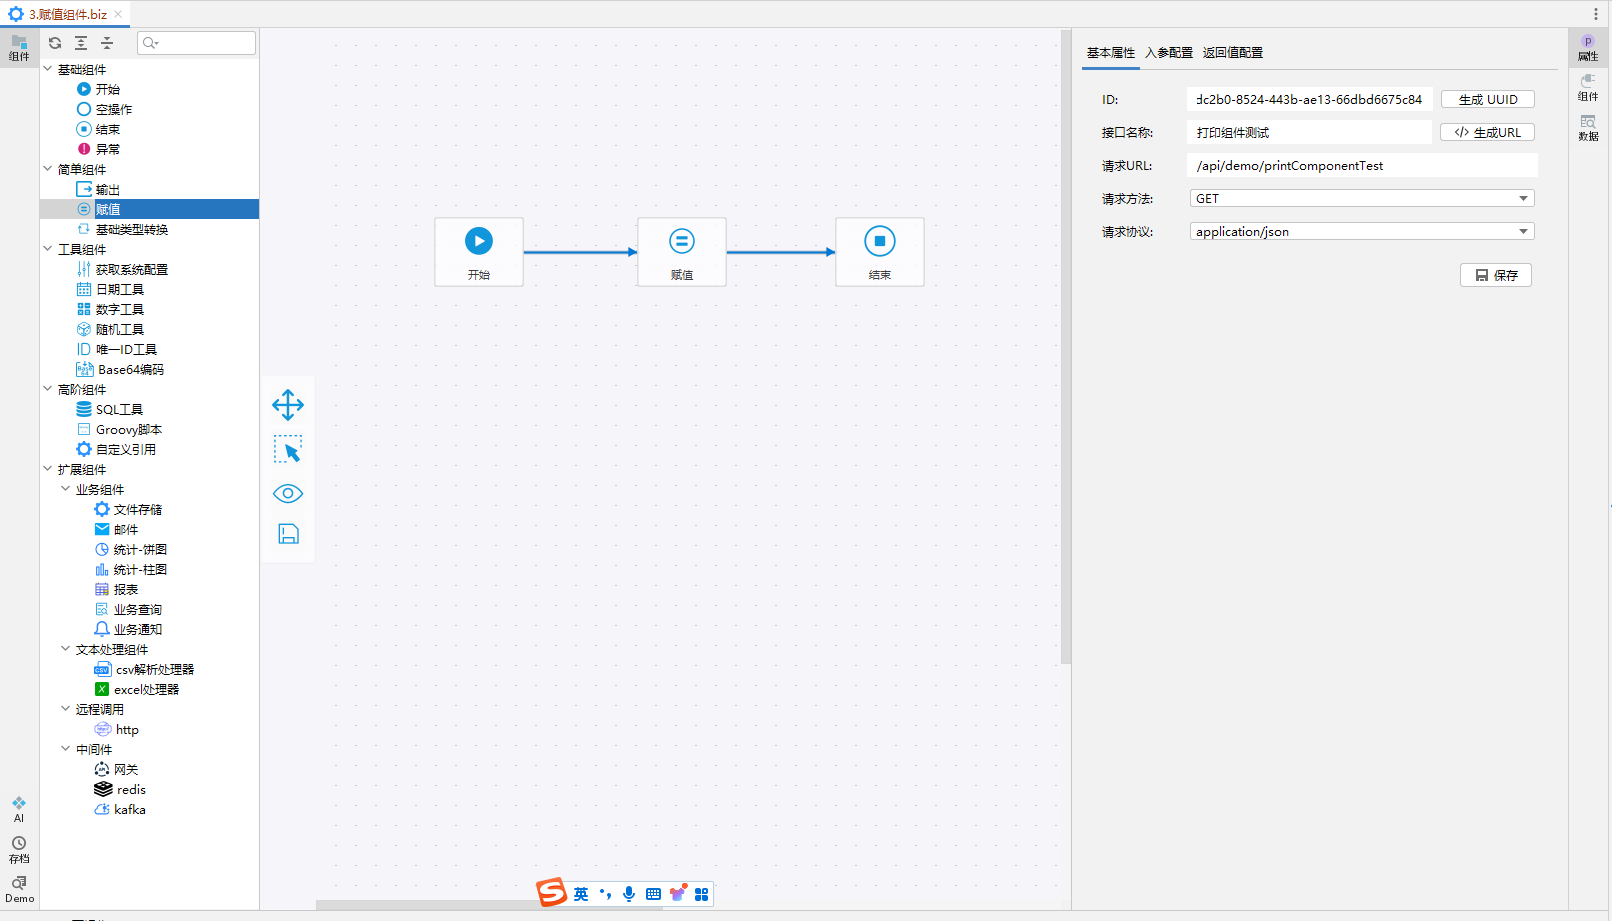 3.赋值组件.biz
组件
基础组件
开始
空操作
结束
异常
简单组件
输出
赋值
基础类型转换
工具组件
获取系统配置
日期工具
数字工具
随机工具
唯一ID工具
Base64编码
高阶组件
SQL工具
Groovy脚本
自定义引用
扩展组件
业务组件
文件存储
邮件
统计-饼图
统计-柱图
报表
业务查询
业务通知
文本处理组件
csv解析处理器
excel处理器
远程调用
http
中间件
网关
redis
kafka
AI
存档
Demo
开始
赋值
结束
英
基本属性 入参配置 返回值配置
ID: dc2b0-8524-443b-ae13-66dbd6675c84 生成 UUID
接口名称: 打印组件测试 </> 生成URL
请求URL: /api/demo/printComponentTest
请求方法: GET
请求协议: application/json
保存
属性
组件
数据